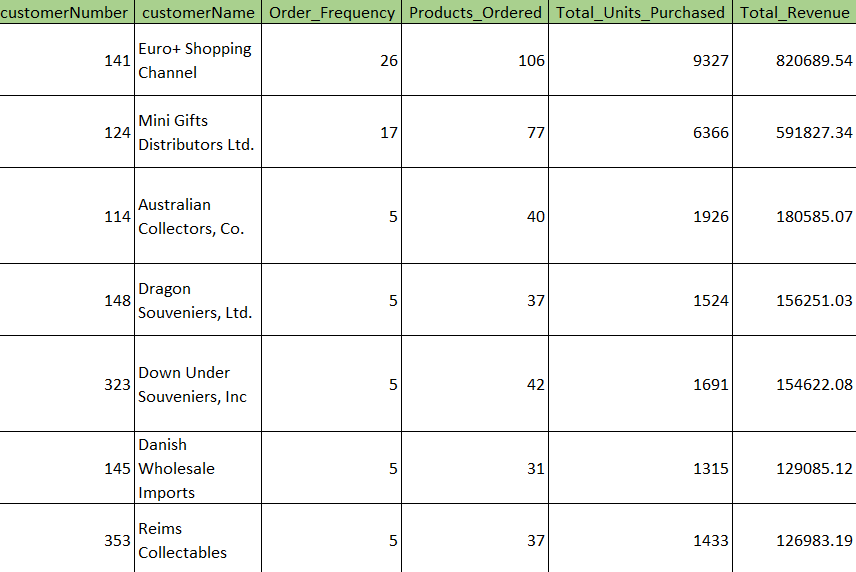 customerNumber customerName Order_Frequency Products_Ordered Total_Units_Purchased Total_Revenue
141 Euro+ Shopping Channel 26 106 9327 820689.54
124 Mini Gifts Distributors Ltd. 17 77 6366 591827.34
114 Australian Collectors, Co. 5 40 1926 180585.07
148 Dragon Souveniers, Ltd. 5 37 1524 156251.03
323 Down Under Souveniers, Inc 5 42 1691 154622.08
145 Danish Wholesale Imports 5 31 1315 129085.12
353 Reims Collectables 5 37 1433 126983.19